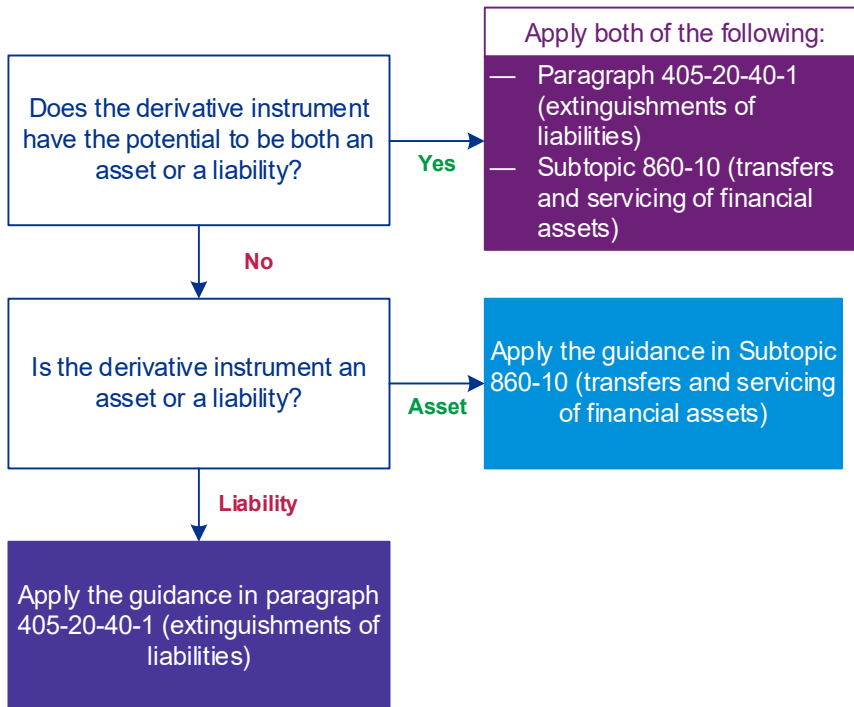 Does the derivative instrument
have the potential to be both an
asset or a liability?
Yes
Apply both of the following:
— Paragraph 405-20-40-1
(extinguishments of
liabilities)
— Subtopic 860-10 (transfers
and servicing of financial
assets)
No
Is the derivative instrument an
asset or a liability?
Asset
Apply the guidance in Subtopic
860-10 (transfers and servicing
of financial assets)
Liability
Apply the guidance in paragraph
405-20-40-1 (extinguishments of
liabilities)